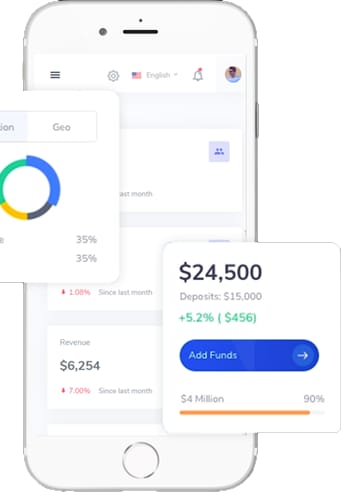 English
ion
Geo
e 35%
35%
ast month
1.08% Since last month
Revenue
$6,254
7.00% Since last month
$24,500
Deposits: $15,000
+5.2% ( $456)
Add Funds
$4 Million 90%